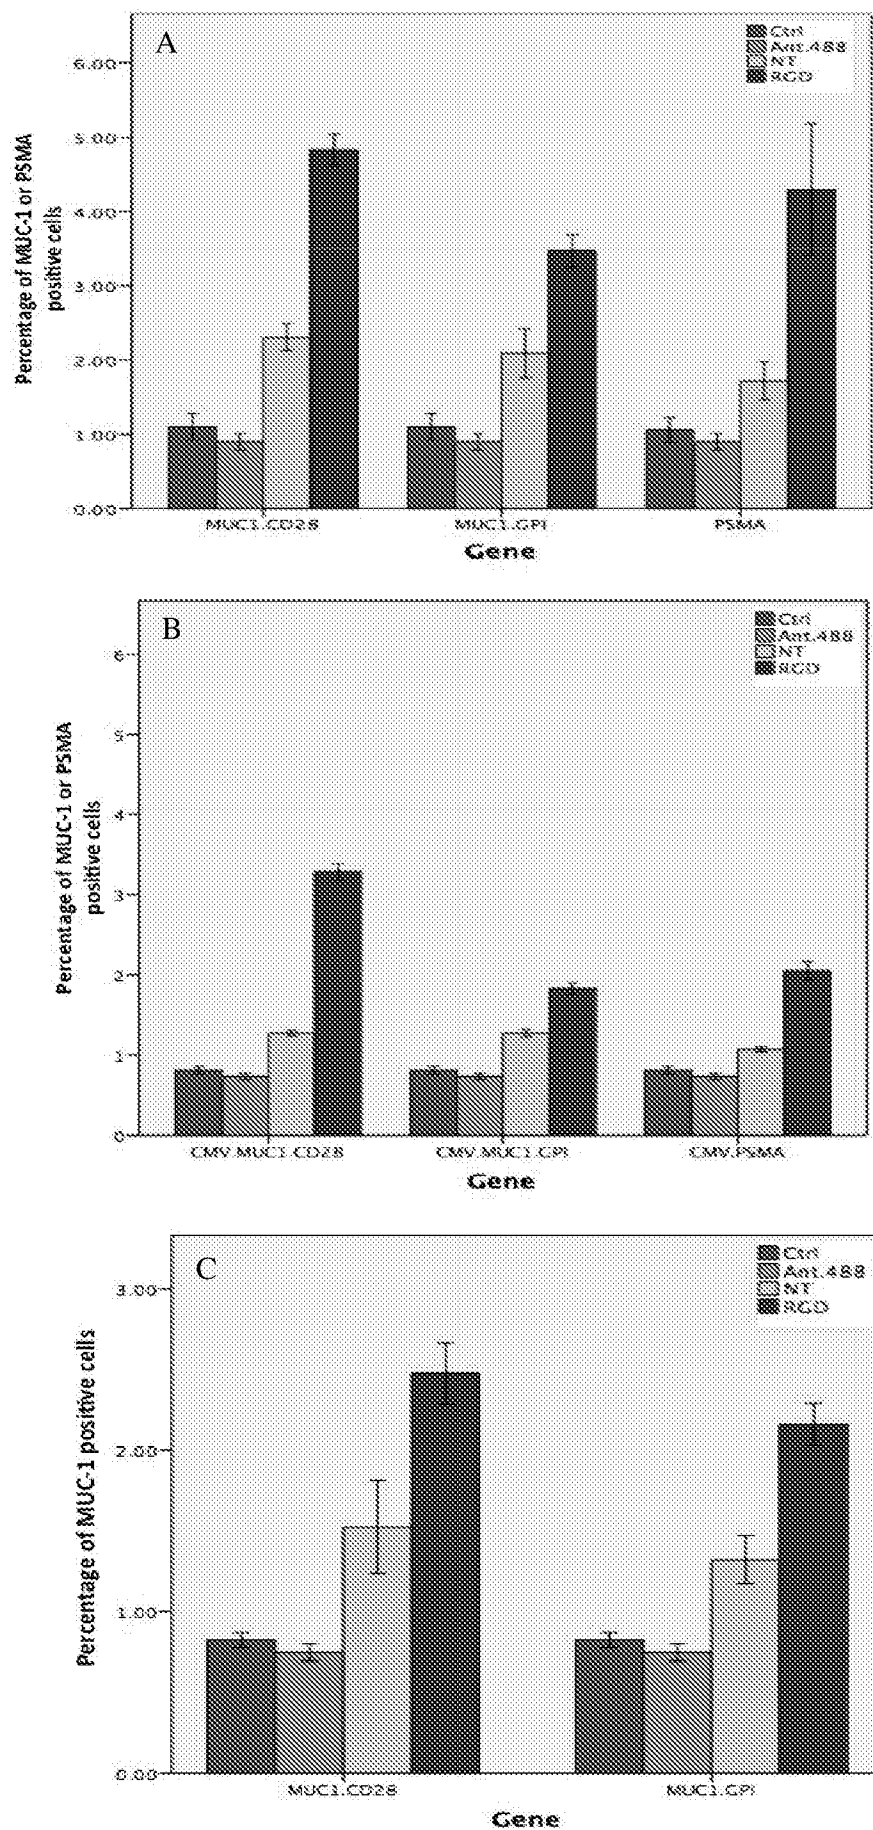 A
Ctrl
Ant.488
NT
RGD
Percentage of MUC-1 or PSMA
positive cells
6.00
5.00
4.00
3.00
2.00
1.00
0.00
MUC1.CD28
MUC1.GPI
PSMA
Gene
B
Ctrl
Ant.488
NT
RGD
Percentage of MUC-1 or PSMA
positive cells
6
5
4
3
2
1
0
CMV.MUC1.CD28
CMV.MUC1.GPI
CMV.PSMA
Gene
C
Ctrl
Ant.488
NT
RGD
Percentage of MUC-1 positive cells
3.00
2.00
1.00
0.00
MUC1.CD28
MUC1.GPI
Gene